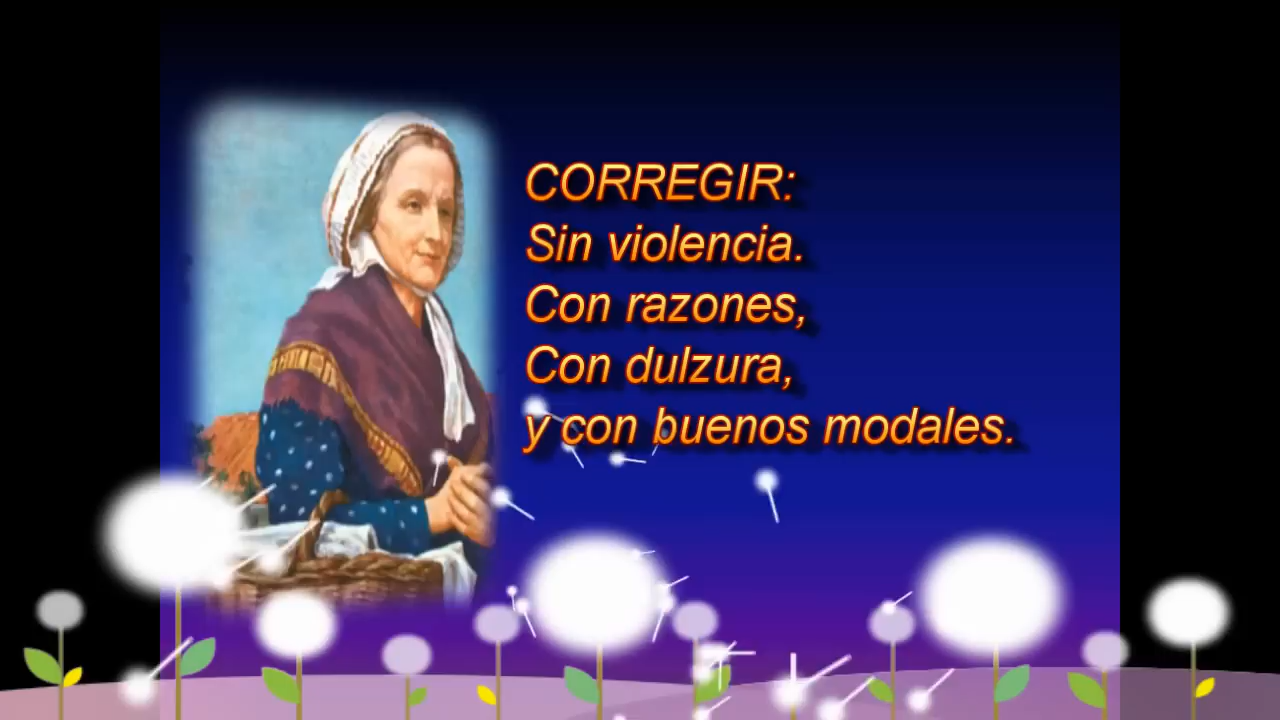 CORREGIR:
Sin violencia.
Con razones,
Con dulzura,
y con buenos modales.